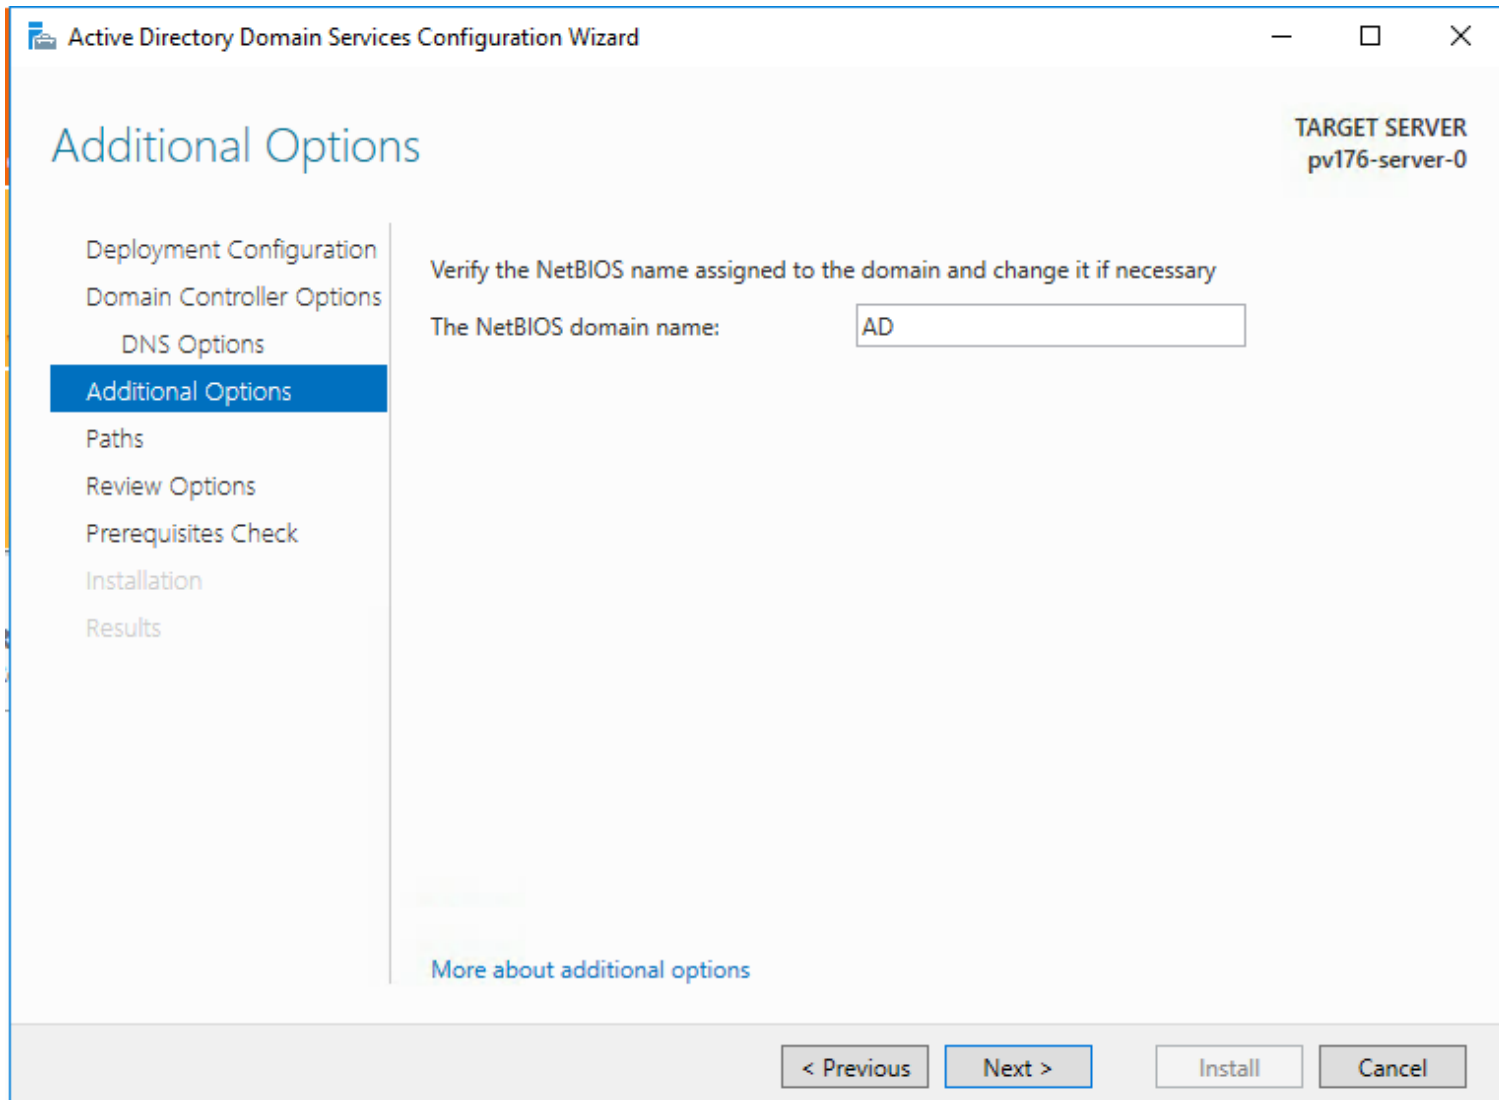 Active Directory Domain Services Configuration Wizard
Additional Options
TARGET SERVER
pv176-server-0
Deployment Configuration
Domain Controller Options
DNS Options
Additional Options
Paths
Review Options
Prerequisites Check
Installation
Results
Verify the NetBIOS name assigned to the domain and change it if necessary
The NetBIOS domain name: AD
More about additional options
< Previous Next > Install Cancel